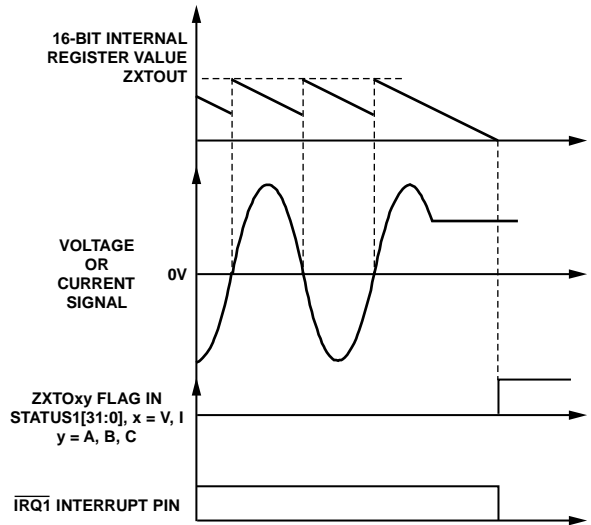 16-BIT INTERNAL
REGISTER VALUE
ZXTOUT
VOLTAGE
OR
CURRENT
SIGNAL
0V
ZXTOxy FLAG IN
STATUS1[31:0], x = V, I
y = A, B, C
IRQ1 INTERRUPT PIN